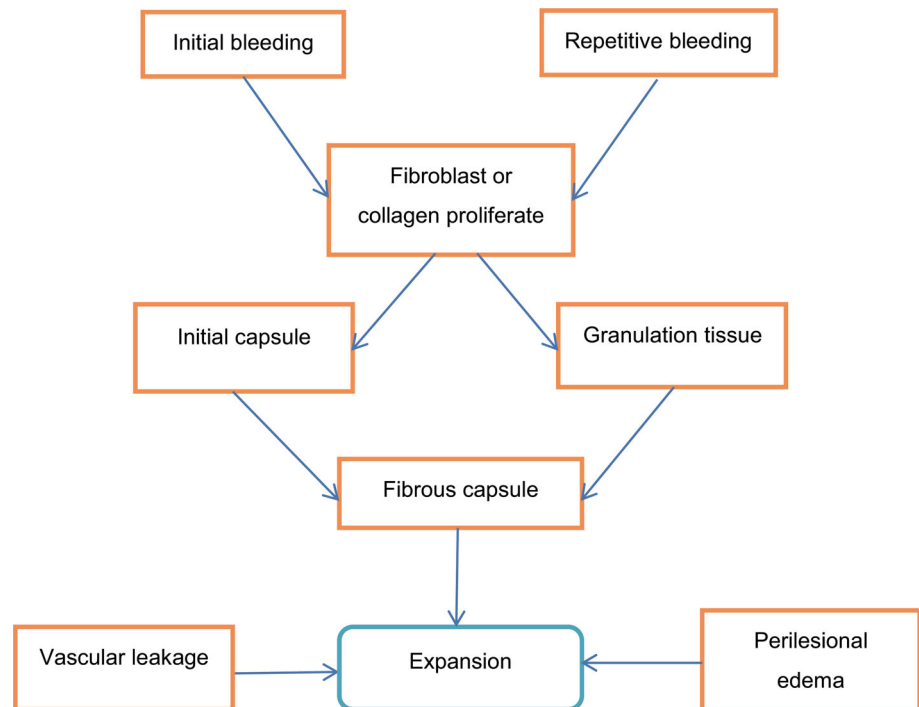 Initial bleeding
Repetitive bleeding
Fibroblast or
collagen proliferate
Initial capsule
Granulation tissue
Fibrous capsule
Vascular leakage
Expansion
Perilesional
edema